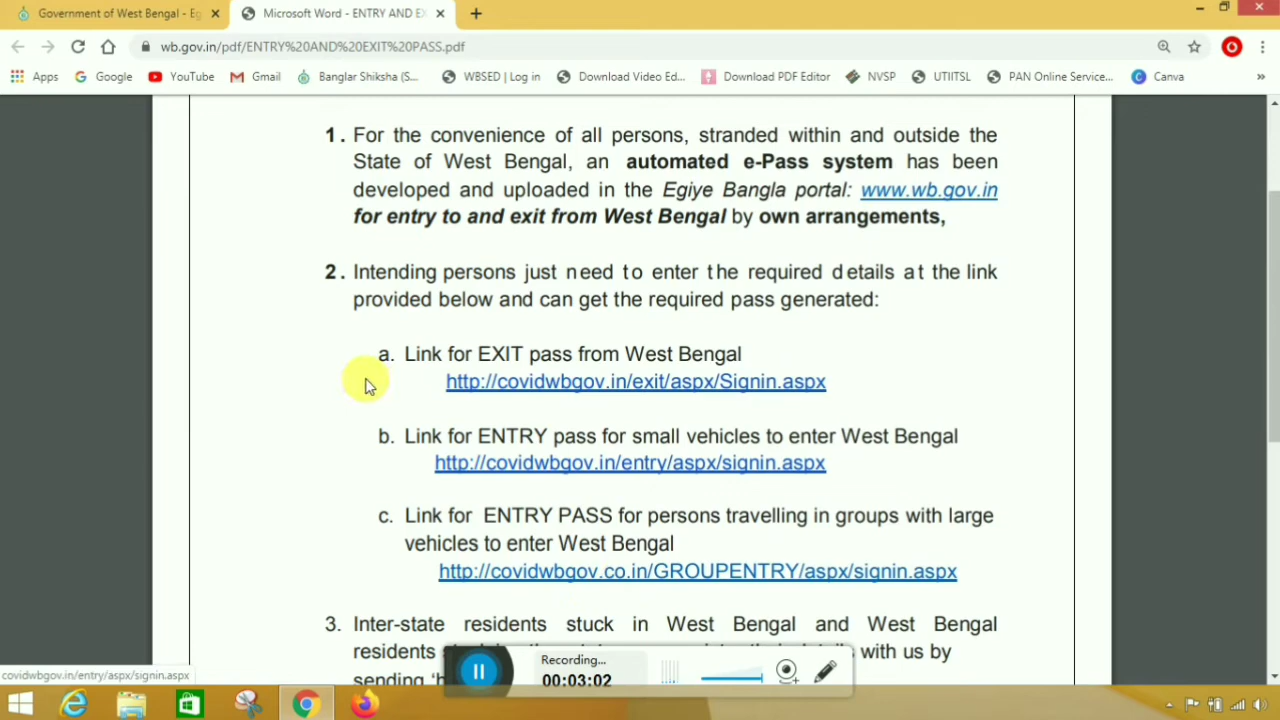 Government of West Bengal - Eg
Microsoft Word - ENTRY AND EX
wb.gov.in/pdf/ENTRY%20AND%20EXIT%20PASS.pdf
Apps Google YouTube Gmail Banglar Shiksha (S... WBSED | Log in Download Video Ed... Download PDF Editor NVSP UTIITSL PAN Online Service... Canva »
1. For the convenience of all persons, stranded within and outside the
State of West Bengal, an automated e-Pass system has been
developed and uploaded in the Egiye Bangla portal: www.wb.gov.in
for entry to and exit from West Bengal by own arrangements,
2. Intending persons just need to enter the required details at the link
provided below and can get the required pass generated:
a. Link for EXIT pass from West Bengal
http://covidwbgov.in/exit/aspx/Signin.aspx
b. Link for ENTRY pass for small vehicles to enter West Bengal
http://covidwbgov.in/entry/aspx/signin.aspx
c. Link for ENTRY PASS for persons travelling in groups with large
vehicles to enter West Bengal
http://covidwbgov.co.in/GROUPENTRY/aspx/signin.aspx
3. Inter-state residents stuck in West Bengal and West Bengal
residents with us by
sending
Recording...
00:03:02
covidwbgov.in/entry/aspx/signin.aspx